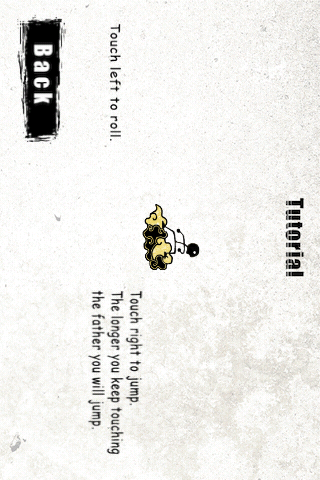 Tutorial
Touch left to roll.
Touch right to jump.
The longer you keep touching
the father you will jump.
Back